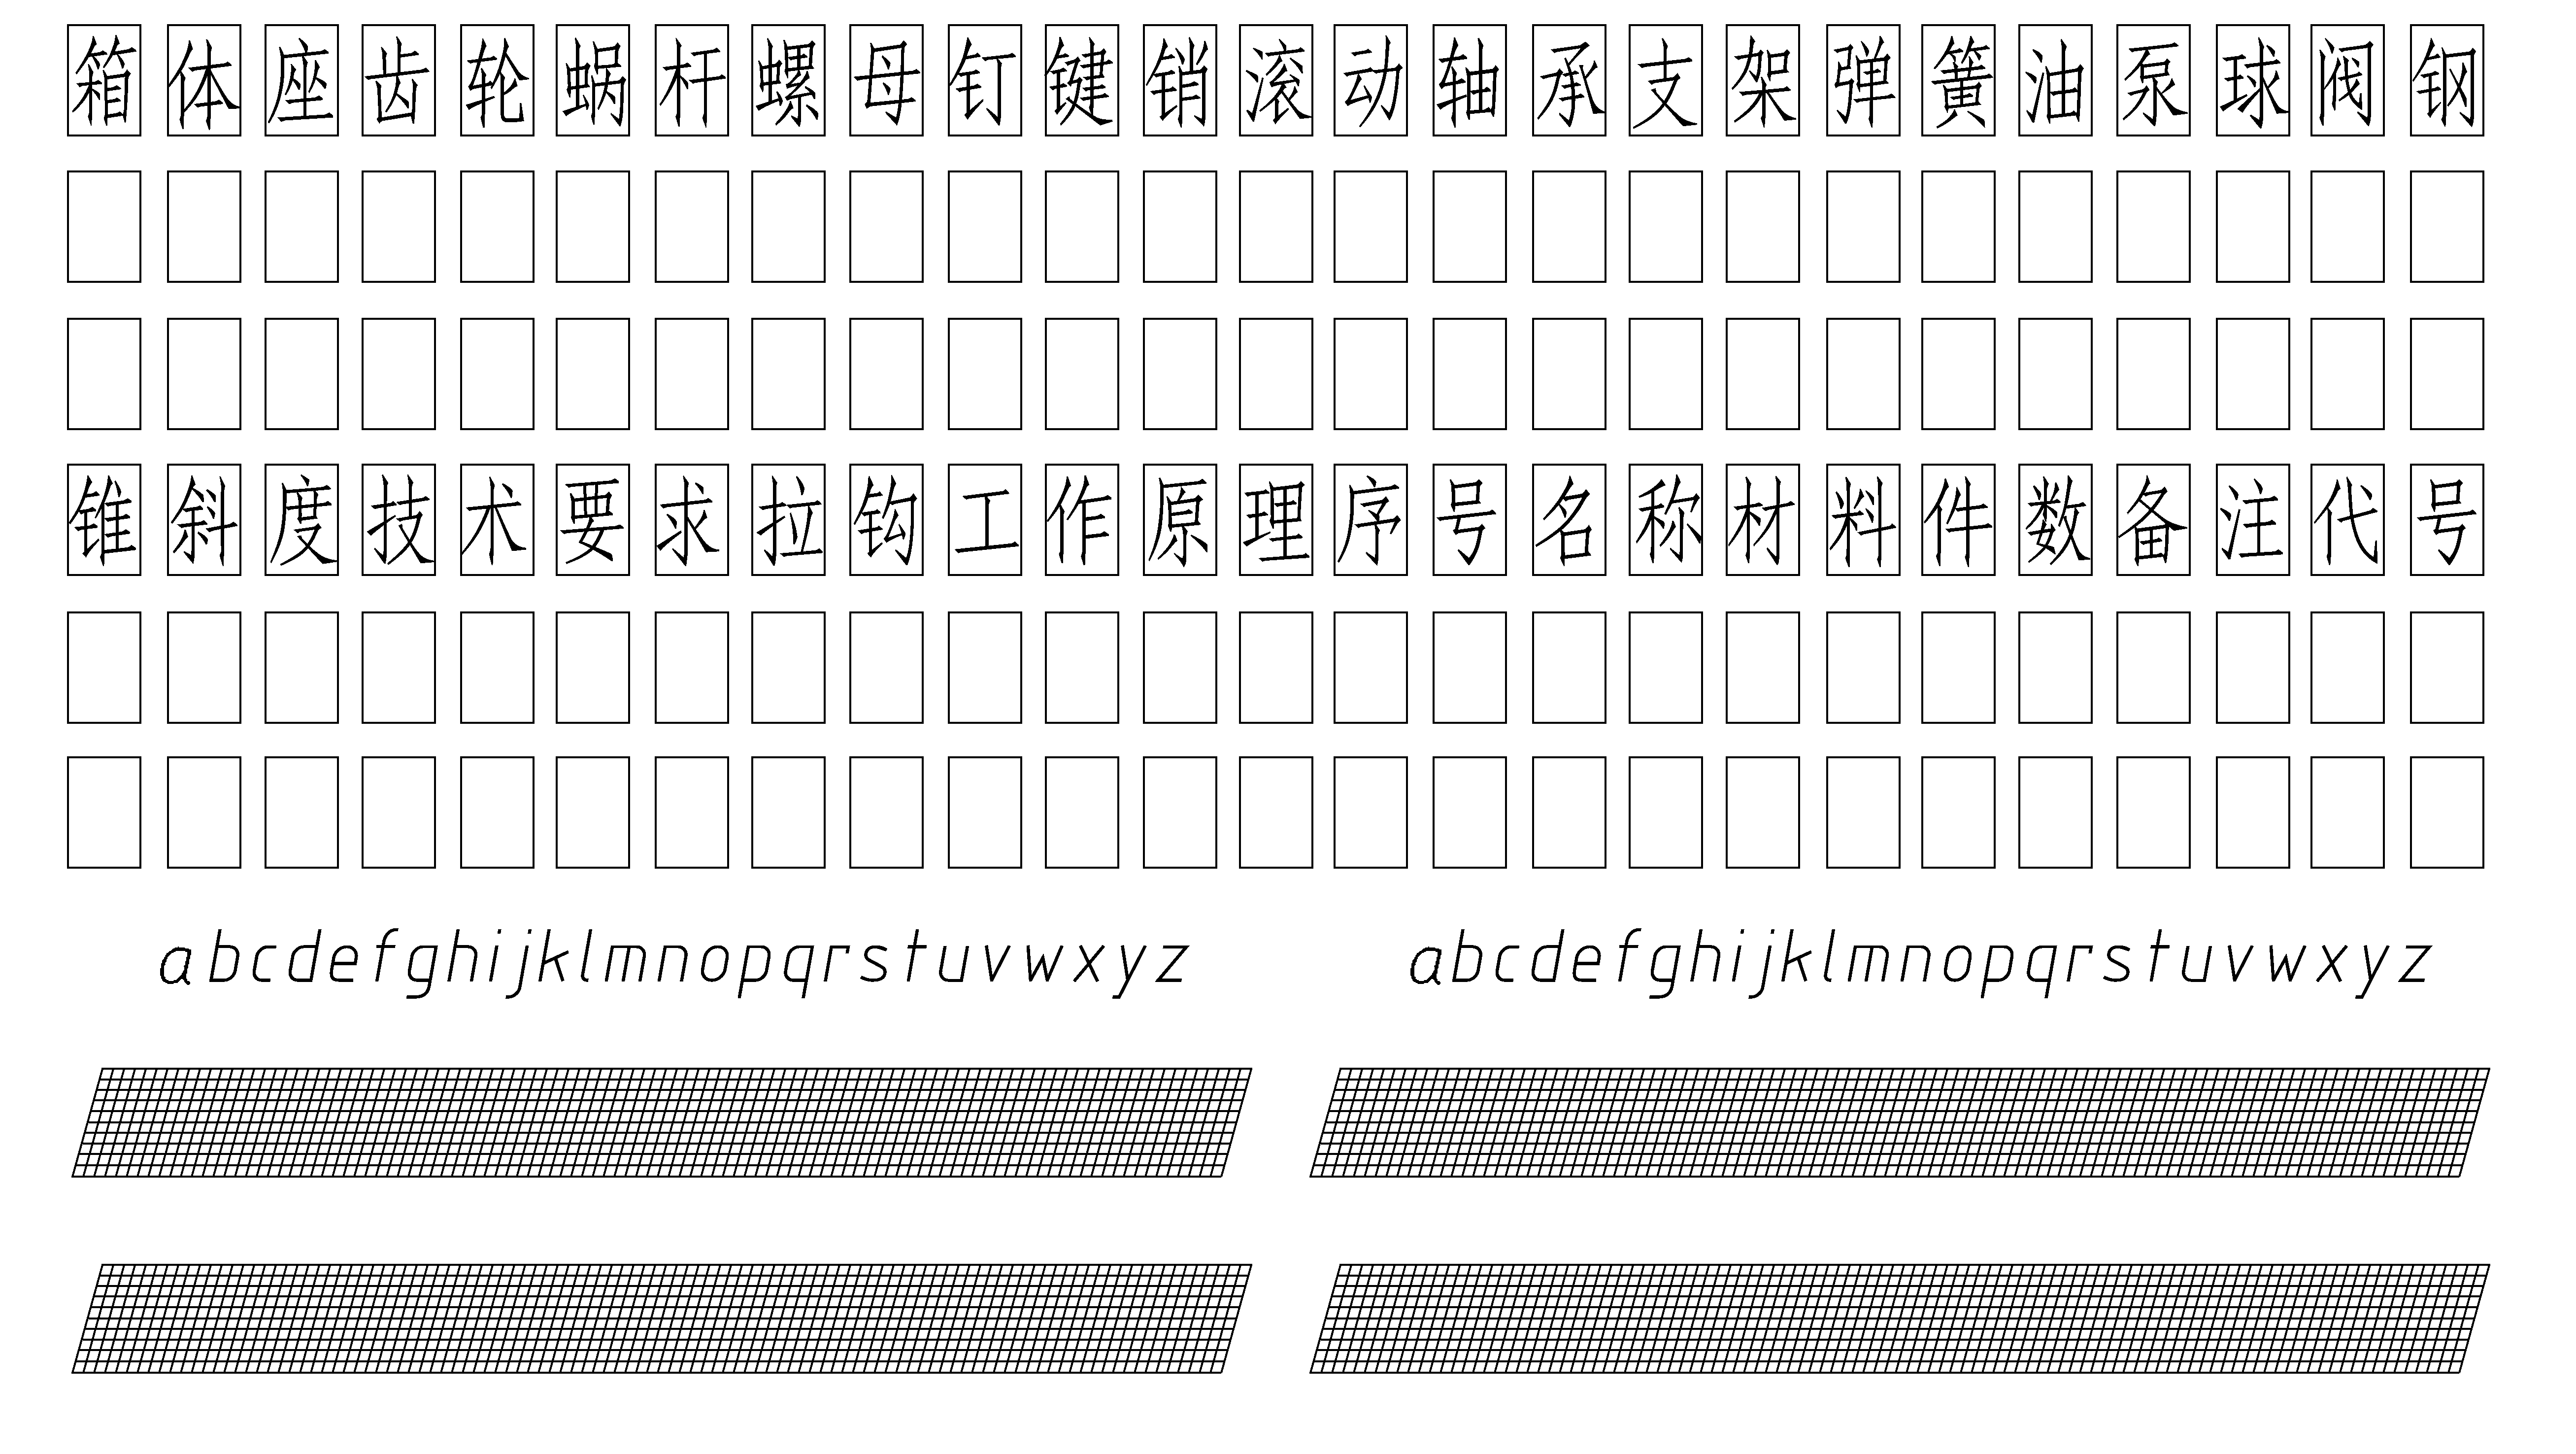 箱体座齿轮蜗杆螺母钉键销滚动轴承支架弹簧油泵球阀钢
锥斜度技术要求拉钩工作原理序号名称材料件数备注代号
abcdefghijklmnopqrstuvwxyz abcdefghijklmnopqrstuvwxyz